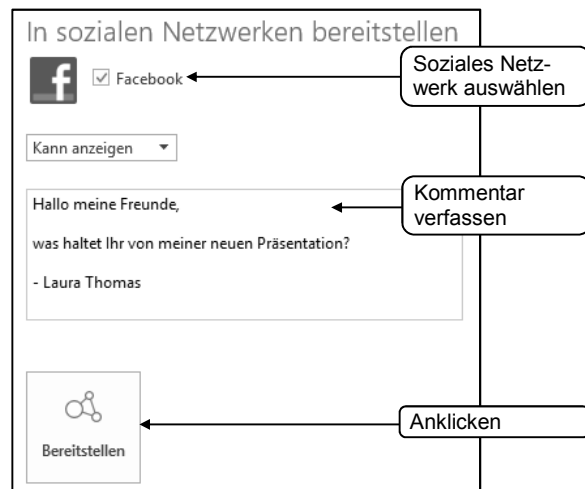 In sozialen Netzwerken bereitstellen
Facebook
Soziales Netz-
werk auswählen
Kann anzeigen
Hallo meine Freunde,
was haltet Ihr von meiner neuen Präsentation?
- Laura Thomas
Kommentar
verfassen
Bereitstellen
Anklicken